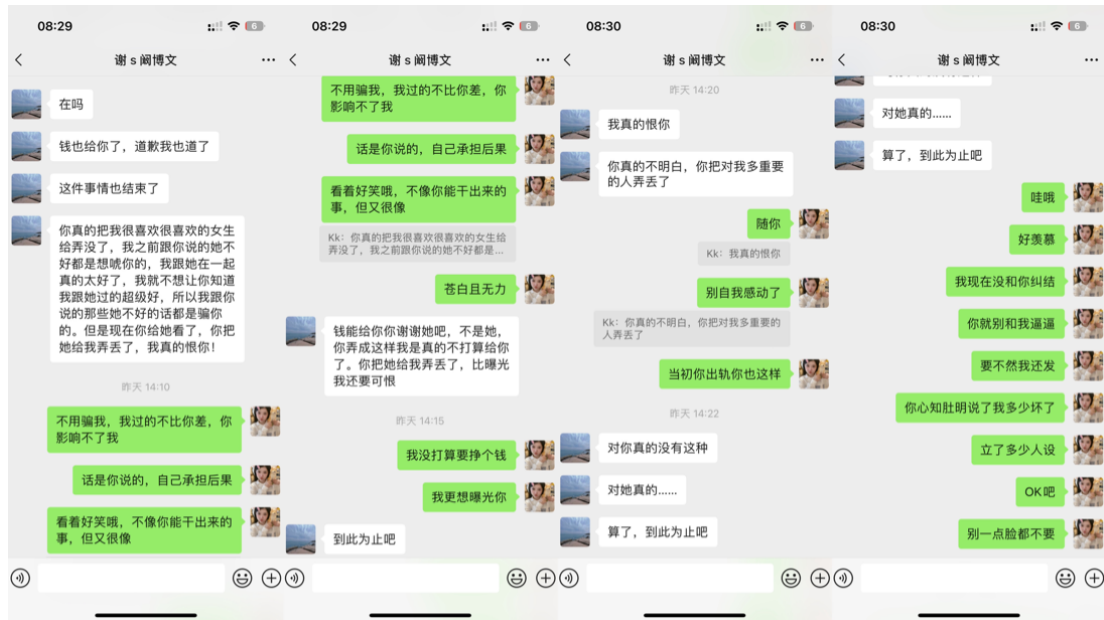 08:29
6
谢 s 阚博文
在吗
钱也给你了，道歉我也道了
这件事情也结束了
你真的把我很喜欢很喜欢的女生
给弄没了，我之前跟你说的她不
好都是想唬你的，我跟她在一起
真的太好了，我就不想让你知道
我跟她过的超级好，所以我跟你
说的那些她不好的话都是骗你
的。但是现在你给她看了，你把
她给我弄丢了，我真的恨你！
昨天 14:10
不用骗我，我过的不比你差，你
影响不了我
话是你说的，自己承担后果
看着好笑哦，不像你能干出来的
事，但又很像
08:29
6
谢 s 阚博文
不用骗我，我过的不比你差，你
影响不了我
话是你说的，自己承担后果
看着好笑哦，不像你能干出来的
事，但又很像
Kk：你真的把我很喜欢很喜欢的女生
给弄没了，我之前跟你说的她不好都是...
苍白且无力
钱能给你你谢谢她吧，不是她，
你弄成这样我是真的不打算给你
了。你把她给我弄丢了，比曝光
我还要可恨
昨天 14:15
我没打算要挣个钱
我更想曝光你
到此为止吧
08:30
6
谢 s 阚博文
昨天 14:20
我真的恨你
你真的不明白，你把对我多重要
的人弄丢了
随你
Kk：我真的恨你
别自我感动了
Kk：你真的不明白，你把对我多重要的
人弄丢了
当初你出轨你也这样
昨天 14:22
对你真的没有这种
对她真的……
算了，到此为止吧
08:30
6
谢 s 阚博文
对她真的……
算了，到此为止吧
哇哦
好羡慕
我现在没和你纠结
你就别和我逼逼
要不然我还发
你心知肚明说了我多少坏了
立了多少人设
OK吧
别一点脸都不要